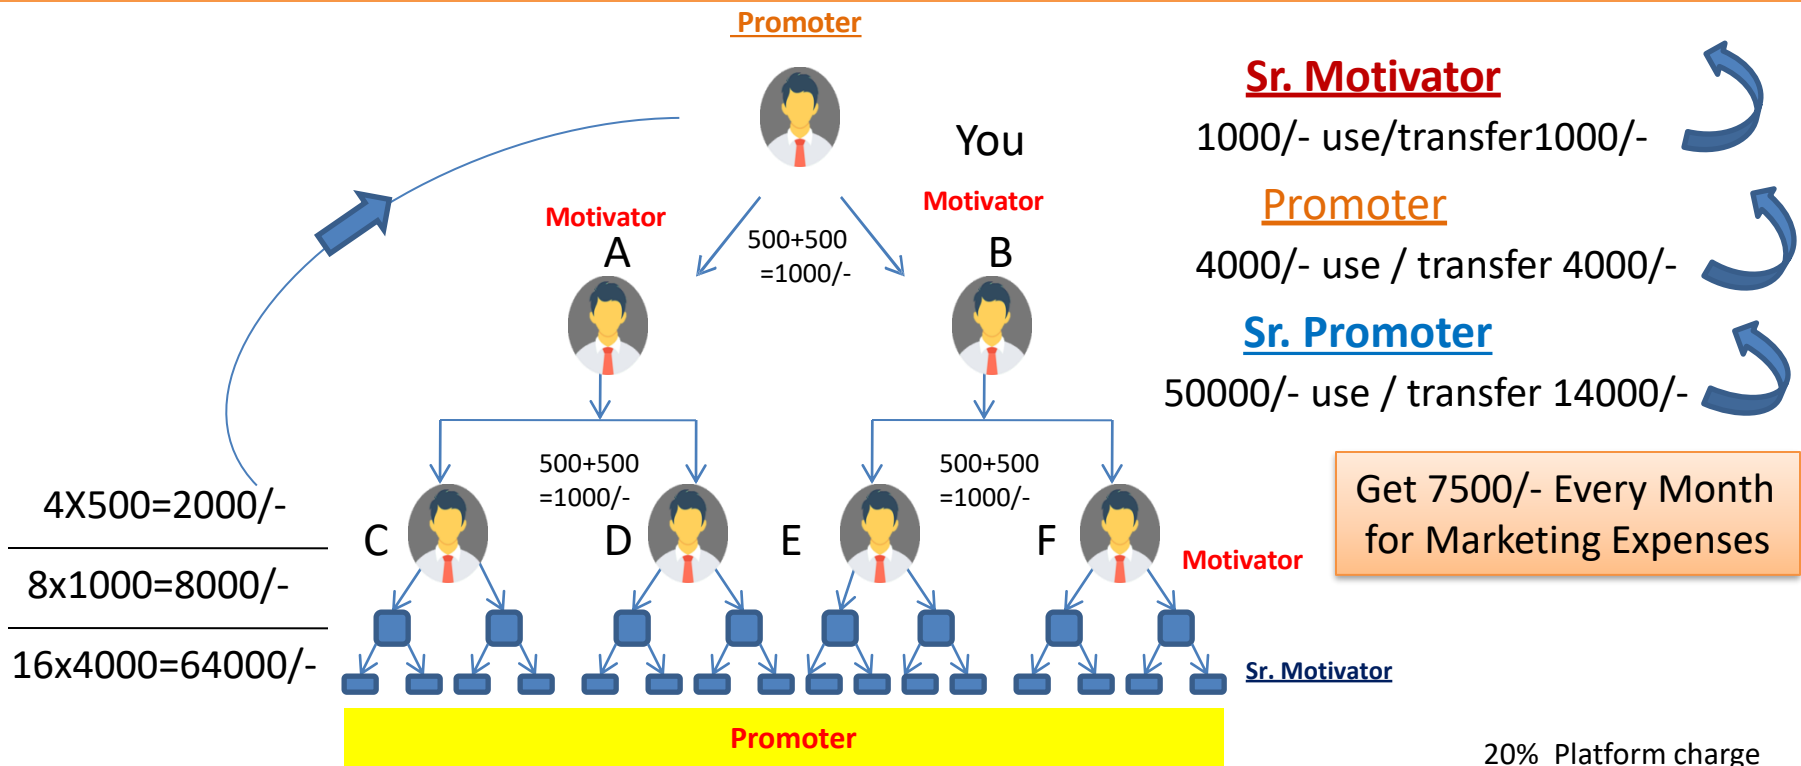 Promoter
You
Motivator
A
500+500
=1000/-
Motivator
B
Sr. Motivator
1000/- use/transfer1000/-
Promoter
4000/- use / transfer 4000/-
Sr. Promoter
50000/- use / transfer 14000/-
Get 7500/- Every Month
for Marketing Expenses
500+500
=1000/-
500+500
=1000/-
4X500=2000/-
8x1000=8000/-
16x4000=64000/-
C
D
E
F
Motivator
Sr. Motivator
Promoter
20% Platform charge